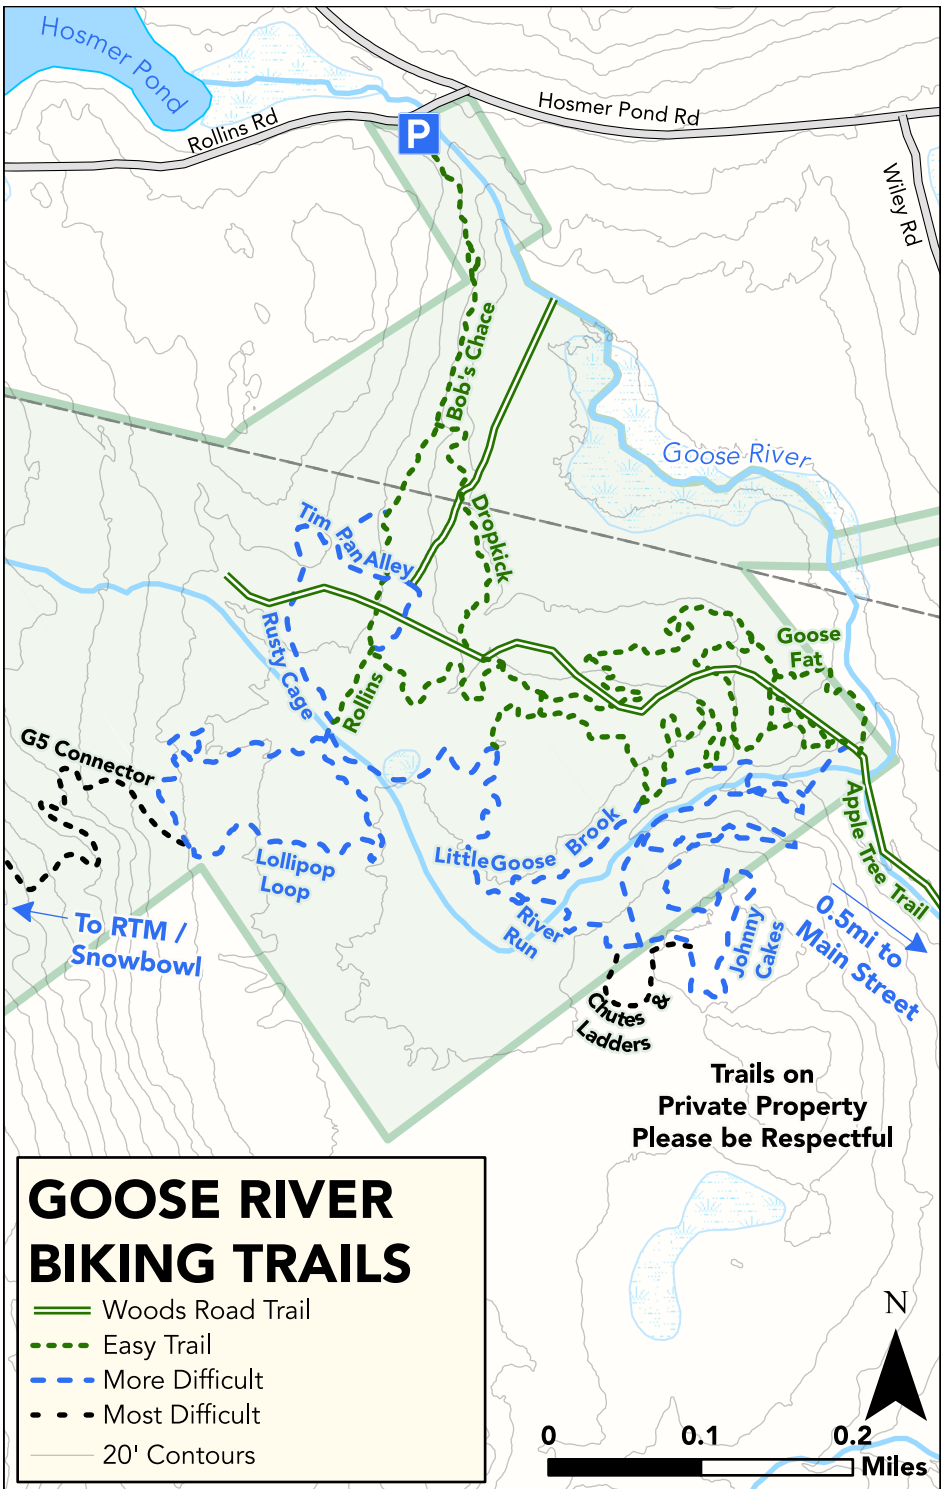 Hosmer Pond
Rollins Rd
P
Hosmer Pond Rd
Wiley Rd
Bob's Chace
Goose River
Tim Pan Alley
Dropkick
Rusty Cage
Rollins
Goose
Fat
G5 Connector
Lollipop
Loop
Little Goose Brook
River
Run
Apple Tree Trail
Johnny
Cakes
Chutes &
Ladders
To RTM /
Snowbowl
0.5mi to
Main Street
Trails on
Private Property
Please be Respectful
GOOSE RIVER
BIKING TRAILS
Woods Road Trail
Easy Trail
More Difficult
Most Difficult
20' Contours
N
0 0.1 0.2
Miles